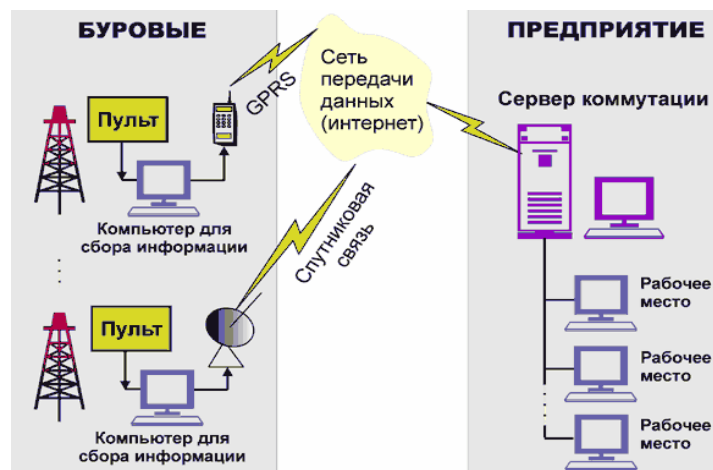 БУРОВЫЕ
Пульт
GPRS
Компьютер для
сбора информации
Пульт
Спутниковая
связь
Компьютер для
сбора информации
Сеть
передачи
данных
(интернет)
ПРЕДПРИЯТИЕ
Сервер коммутации
Рабочее
место
Рабочее
место
Рабочее
место